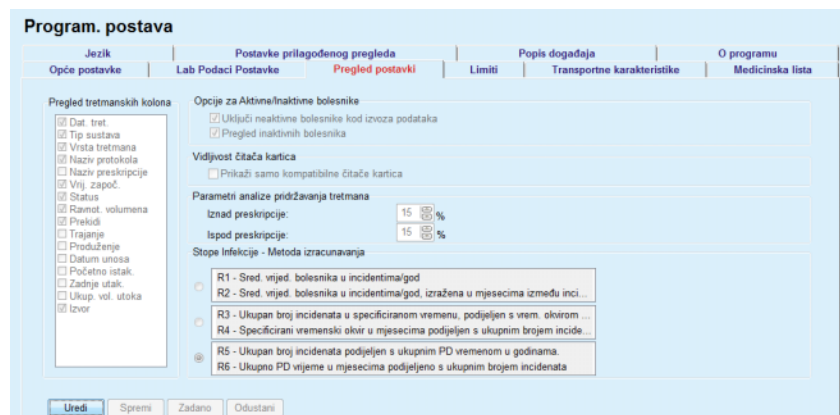 Program. postava
Jezik Postavke prilagođenog pregleda Popis događaja O programu
Opće postavke Lab Podaci Postavke Pregled postavki Limiti Transportne karakteristike Medicinska lista
Pregled tretmanskih kolona
Dat. tret.
Tip sustava
Vrsta tretmana
Naziv protokola
Naziv preskripcije
Vrij. započ.
Status
Ravnot. volumena
Prekidi
Trajanje
Produženje
Datum unosa
Početno istak.
Zadnje utak.
Ukup. vol. utoka
Izvor
Opcije za Aktivne/Inaktivne bolesnike
Uključi neaktivne bolesnike kod izvoza podataka
Pregled inaktivnih bolesnika
Vidljivost čitača kartica
Prikaži samo kompatibilne čitače kartica
Parametri analize pridržavanja tretmana
Iznad preskripcije: 15 %
Ispod preskripcije: 15 %
Stope Infekcije - Metoda izracunavanja
R1 - Sred. vrijed. bolesnika u incidentima/god
R2 - Sred. vrijed. bolesnika u incidentima/god, izražena u mjesecima između inci...
R3 - Ukupan broj incidenata u specificiranom vremenu, podijeljen s vrem. okvirom ...
R4 - Specificirani vremenski okvir u mjesecima podijeljen s ukupnim brojem incide...
R5 - Ukupan broj incidenata podijeljen s ukupnim PD vremenom u godinama.
R6 - Ukupno PD vrijeme u mjesecima podijeljeno s ukupnim brojem incidenata
Uredi Spremi Zadano Odustani